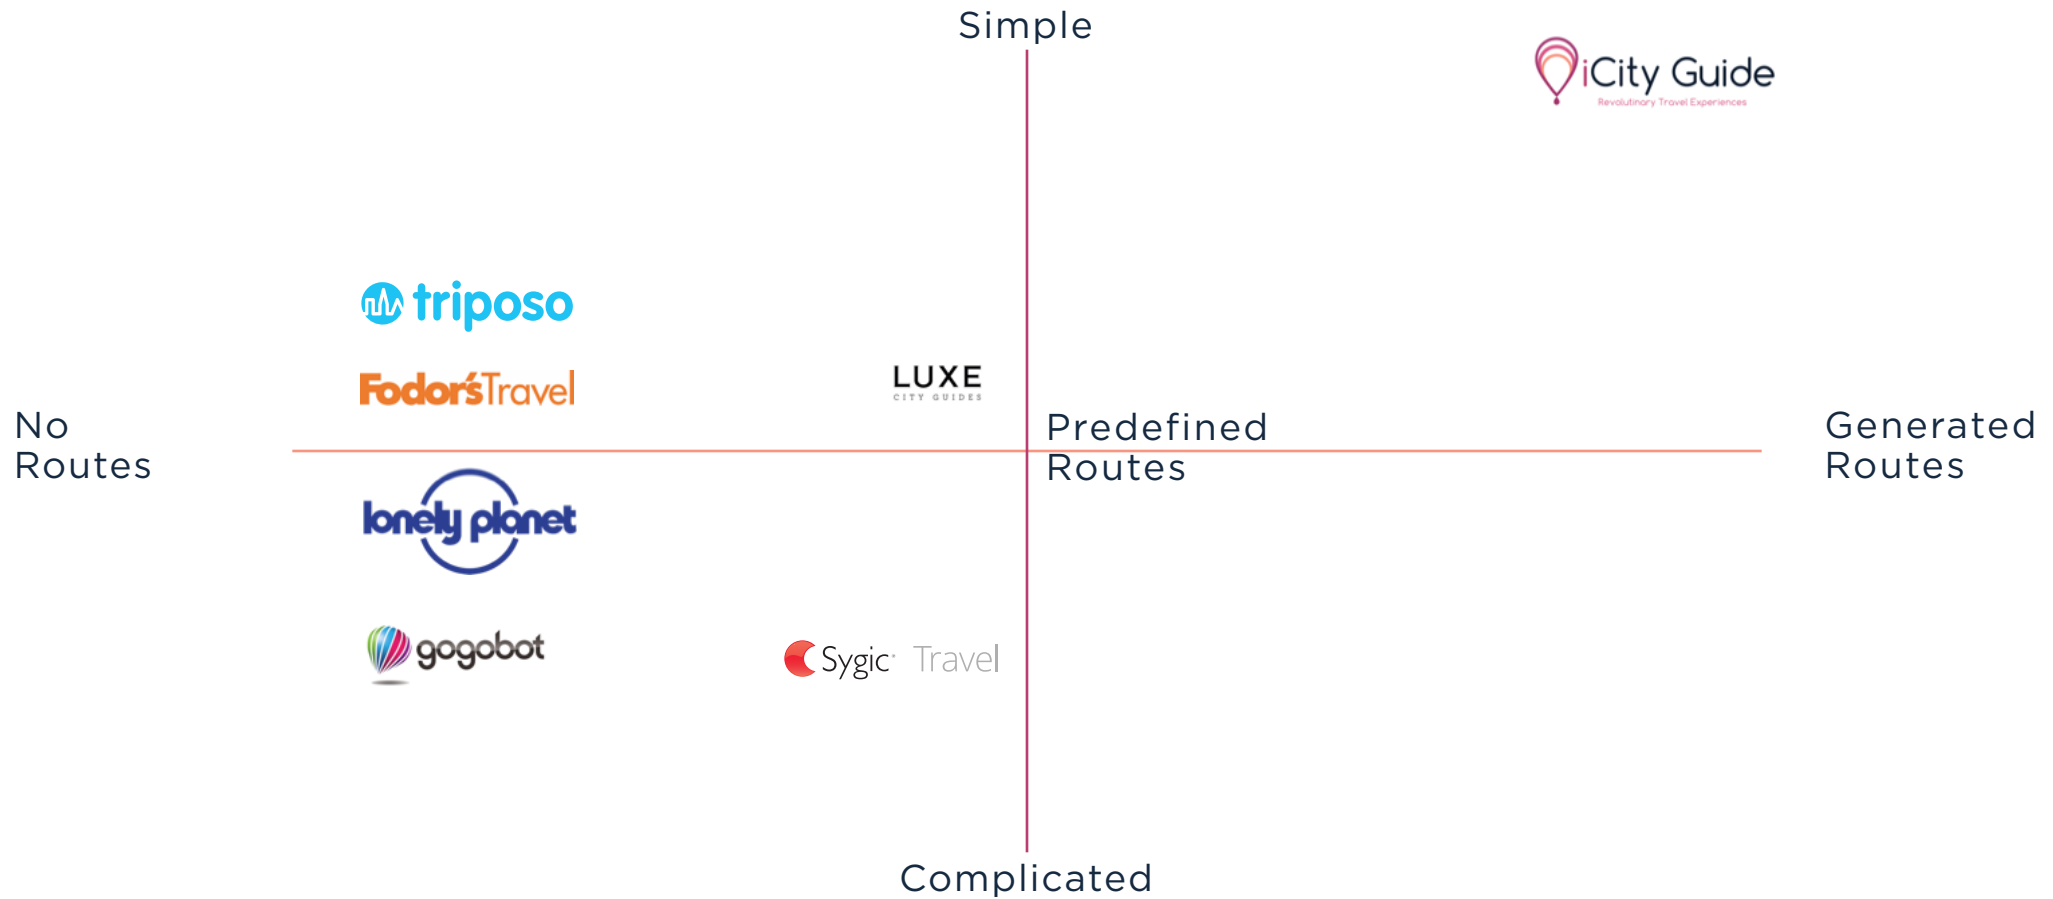 Simple
iCity Guide
Revolutinary Travel Experiences
triposo
Fodor'sTravel
LUXE
CITY GUIDES
No
Routes
Predefined
Routes
Generated
Routes
lonely planet
gogobot
Sygic Travel
Complicated